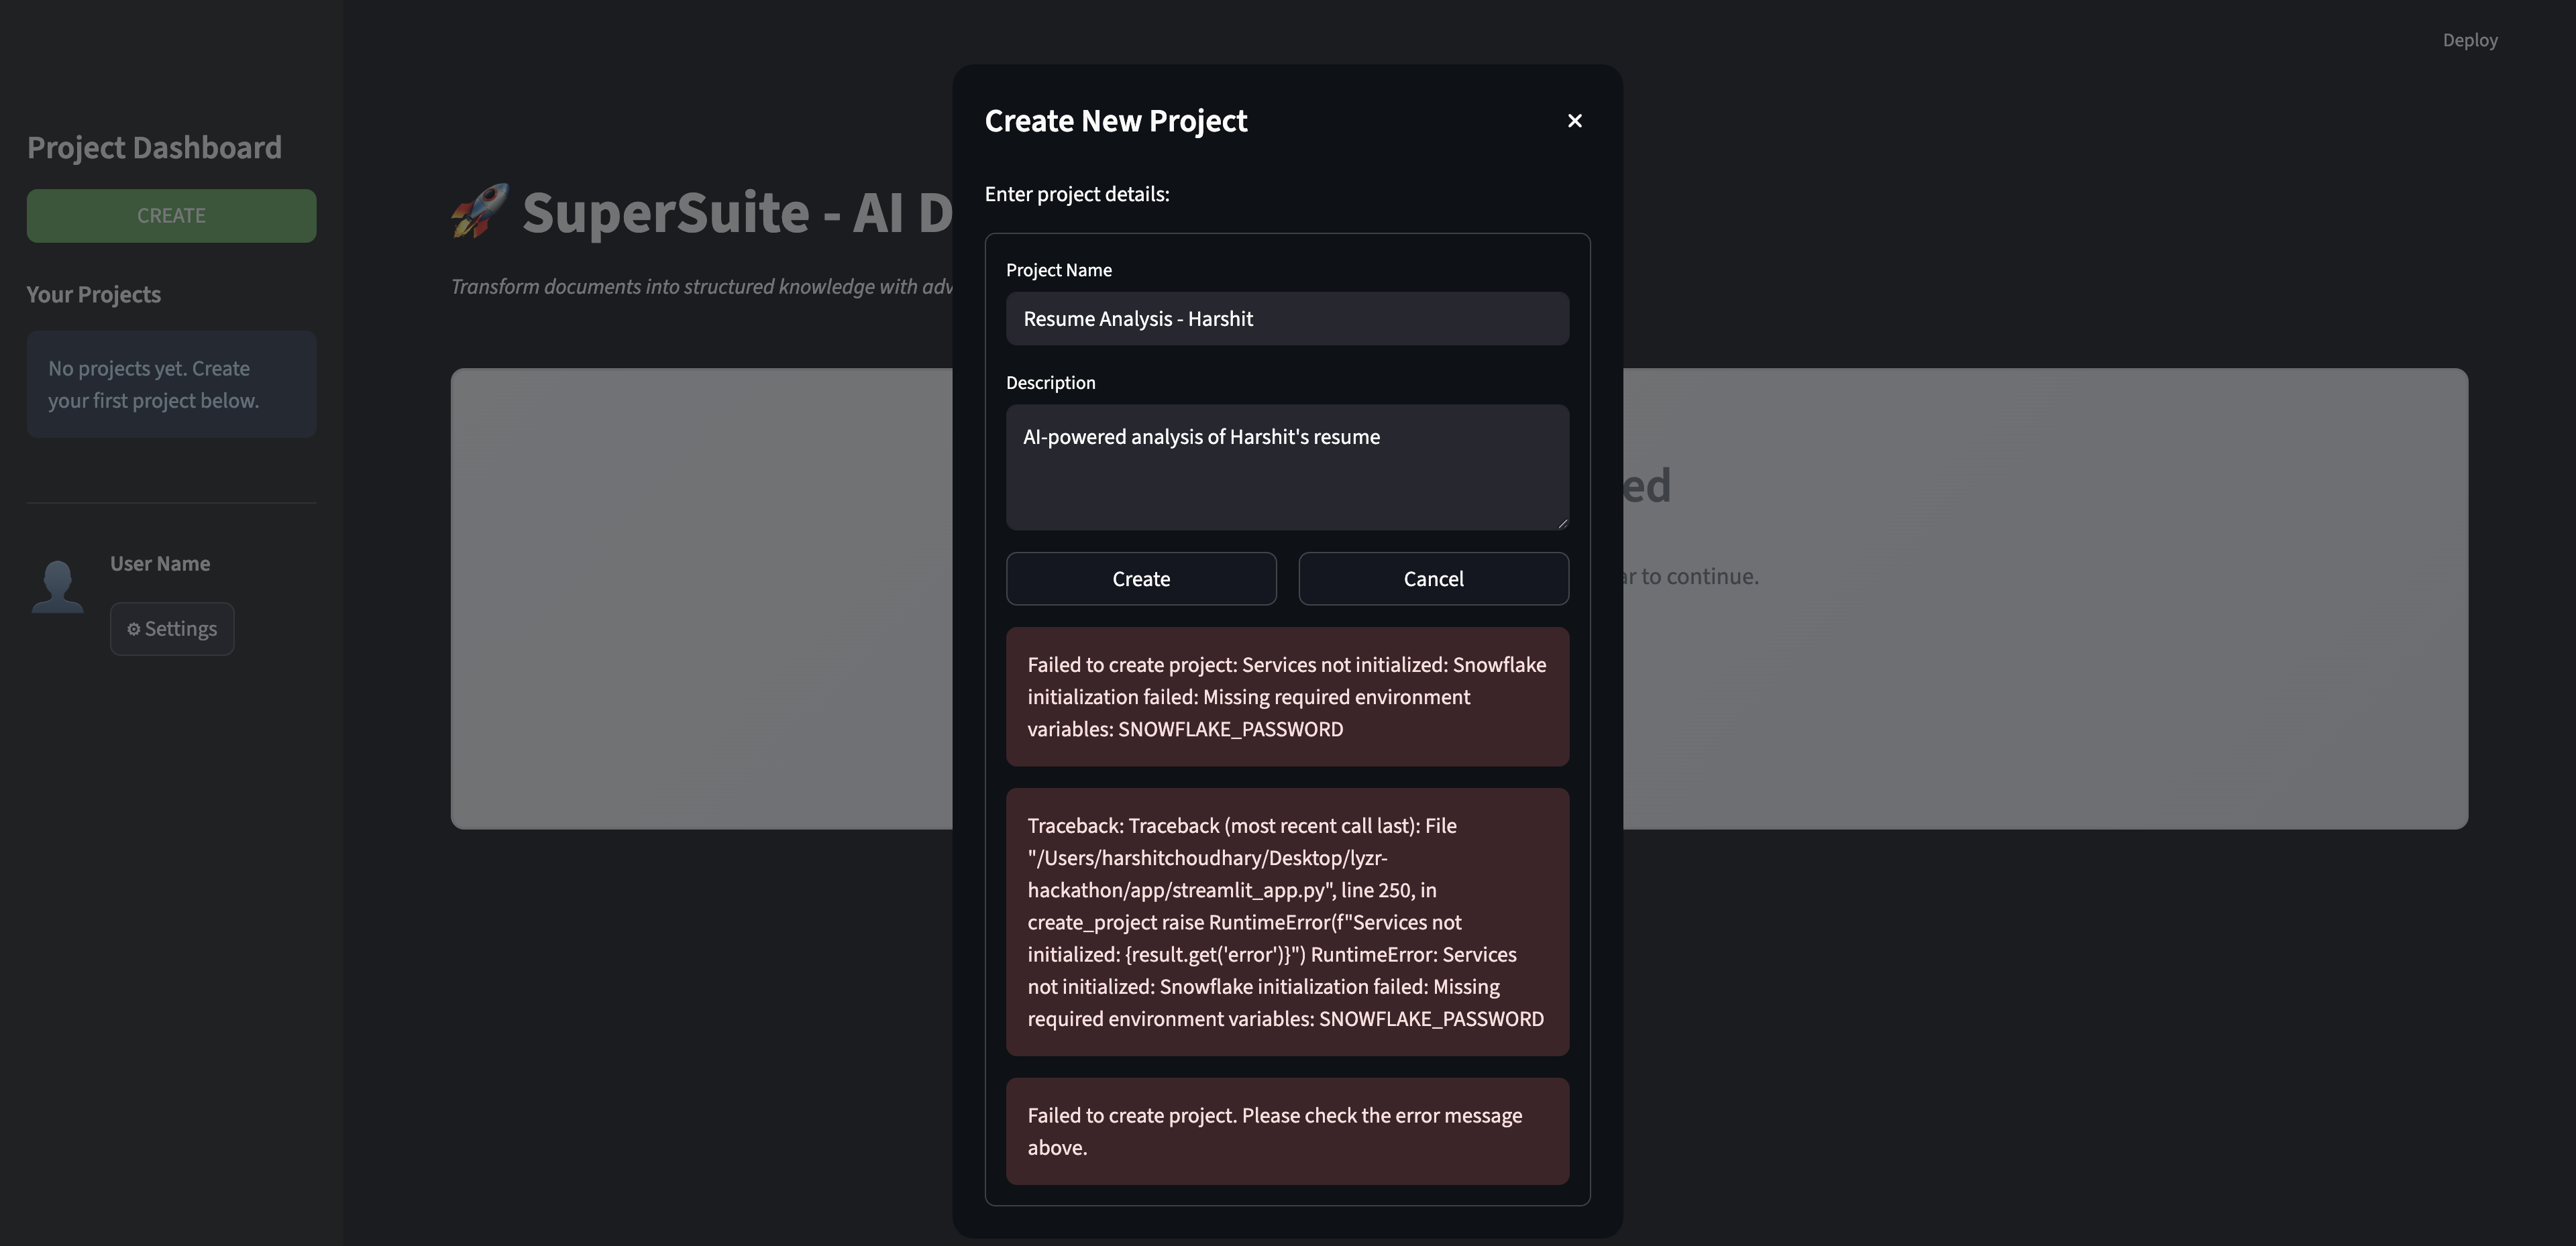 Deploy
Project Dashboard
CREATE
Your Projects
No projects yet. Create
your first project below.
User Name
Settings
🚀 SuperSuite - AI D
Transform documents into structured knowledge with adv
ed
ar to continue.
Create New Project
Enter project details:
Project Name
Resume Analysis - Harshit
Description
AI-powered analysis of Harshit's resume
Create
Cancel
Failed to create project: Services not initialized: Snowflake
initialization failed: Missing required environment
variables: SNOWFLAKE_PASSWORD
Traceback: Traceback (most recent call last): File
"/Users/harshitchoudhary/Desktop/lyzr-
hackathon/app/streamlit_app.py", line 250, in
create_project raise RuntimeError(f"Services not
initialized: {result.get('error')}") RuntimeError: Services
not initialized: Snowflake initialization failed: Missing
required environment variables: SNOWFLAKE_PASSWORD
Failed to create project. Please check the error message
above.